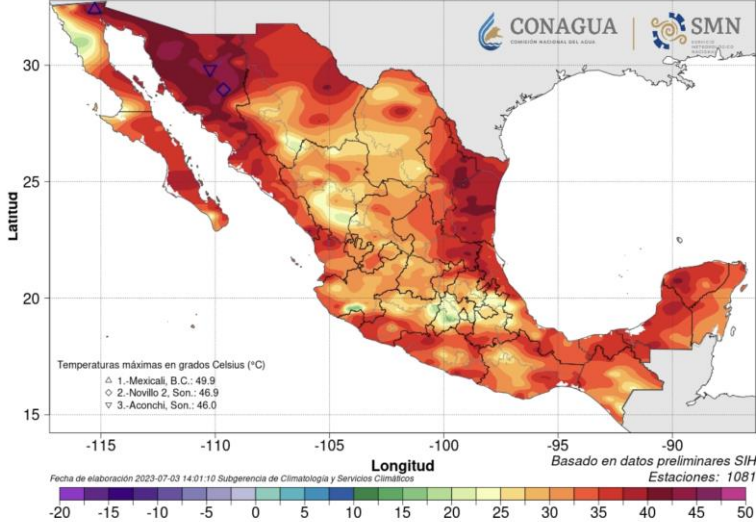 CONAGUA
COMISIÓN NACIONAL DEL AGUA
SMN
SERVICIO
METEOROLÓGICO
NACIONAL
30
25
20
15
Latitud
Temperaturas máximas en grados Celsius (°C)
1.-Mexicali, B.C.: 49.9
2.-Novillo 2, Son.: 46.9
3.-Aconchi, Son.: 46.0
-115 -110 -105 -100 -95 -90
Longitud
Basado en datos preliminares SIH
Fecha de elaboración 2023-07-03 14:01:10 Subgerencia de Climatología y Servicios Climáticos
Estaciones: 1081
-20 -15 -10 -5 0 5 10 15 20 25 30 35 40 45 50